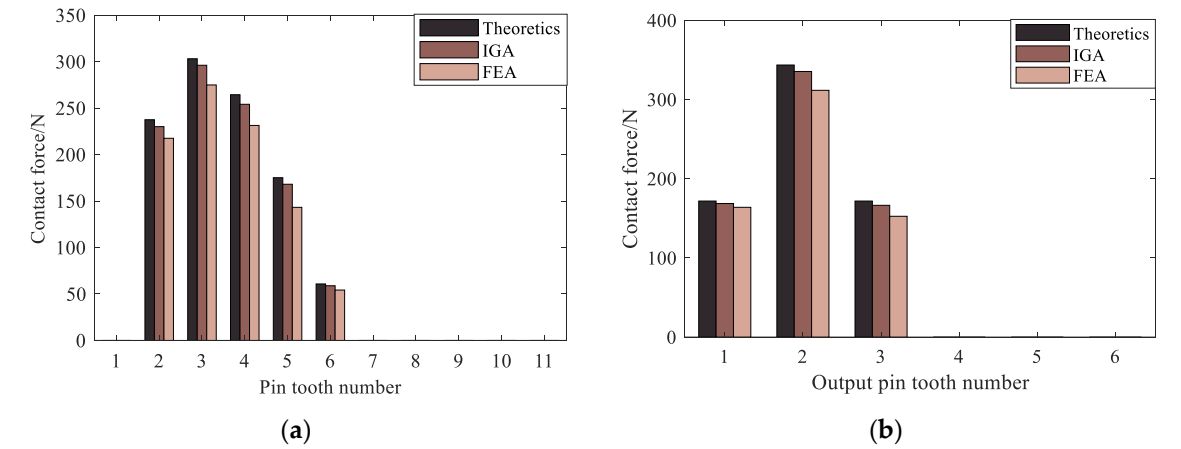 350
300
250
200
150
100
50
0
Contact force/N
Theoretics
IGA
FEA
1 2 3 4 5 6 7 8 9 10 11
Pin tooth number
(a)
400
300
200
100
0
Contact force/N
Theoretics
IGA
FEA
1 2 3 4 5 6
Output pin tooth number
(b)